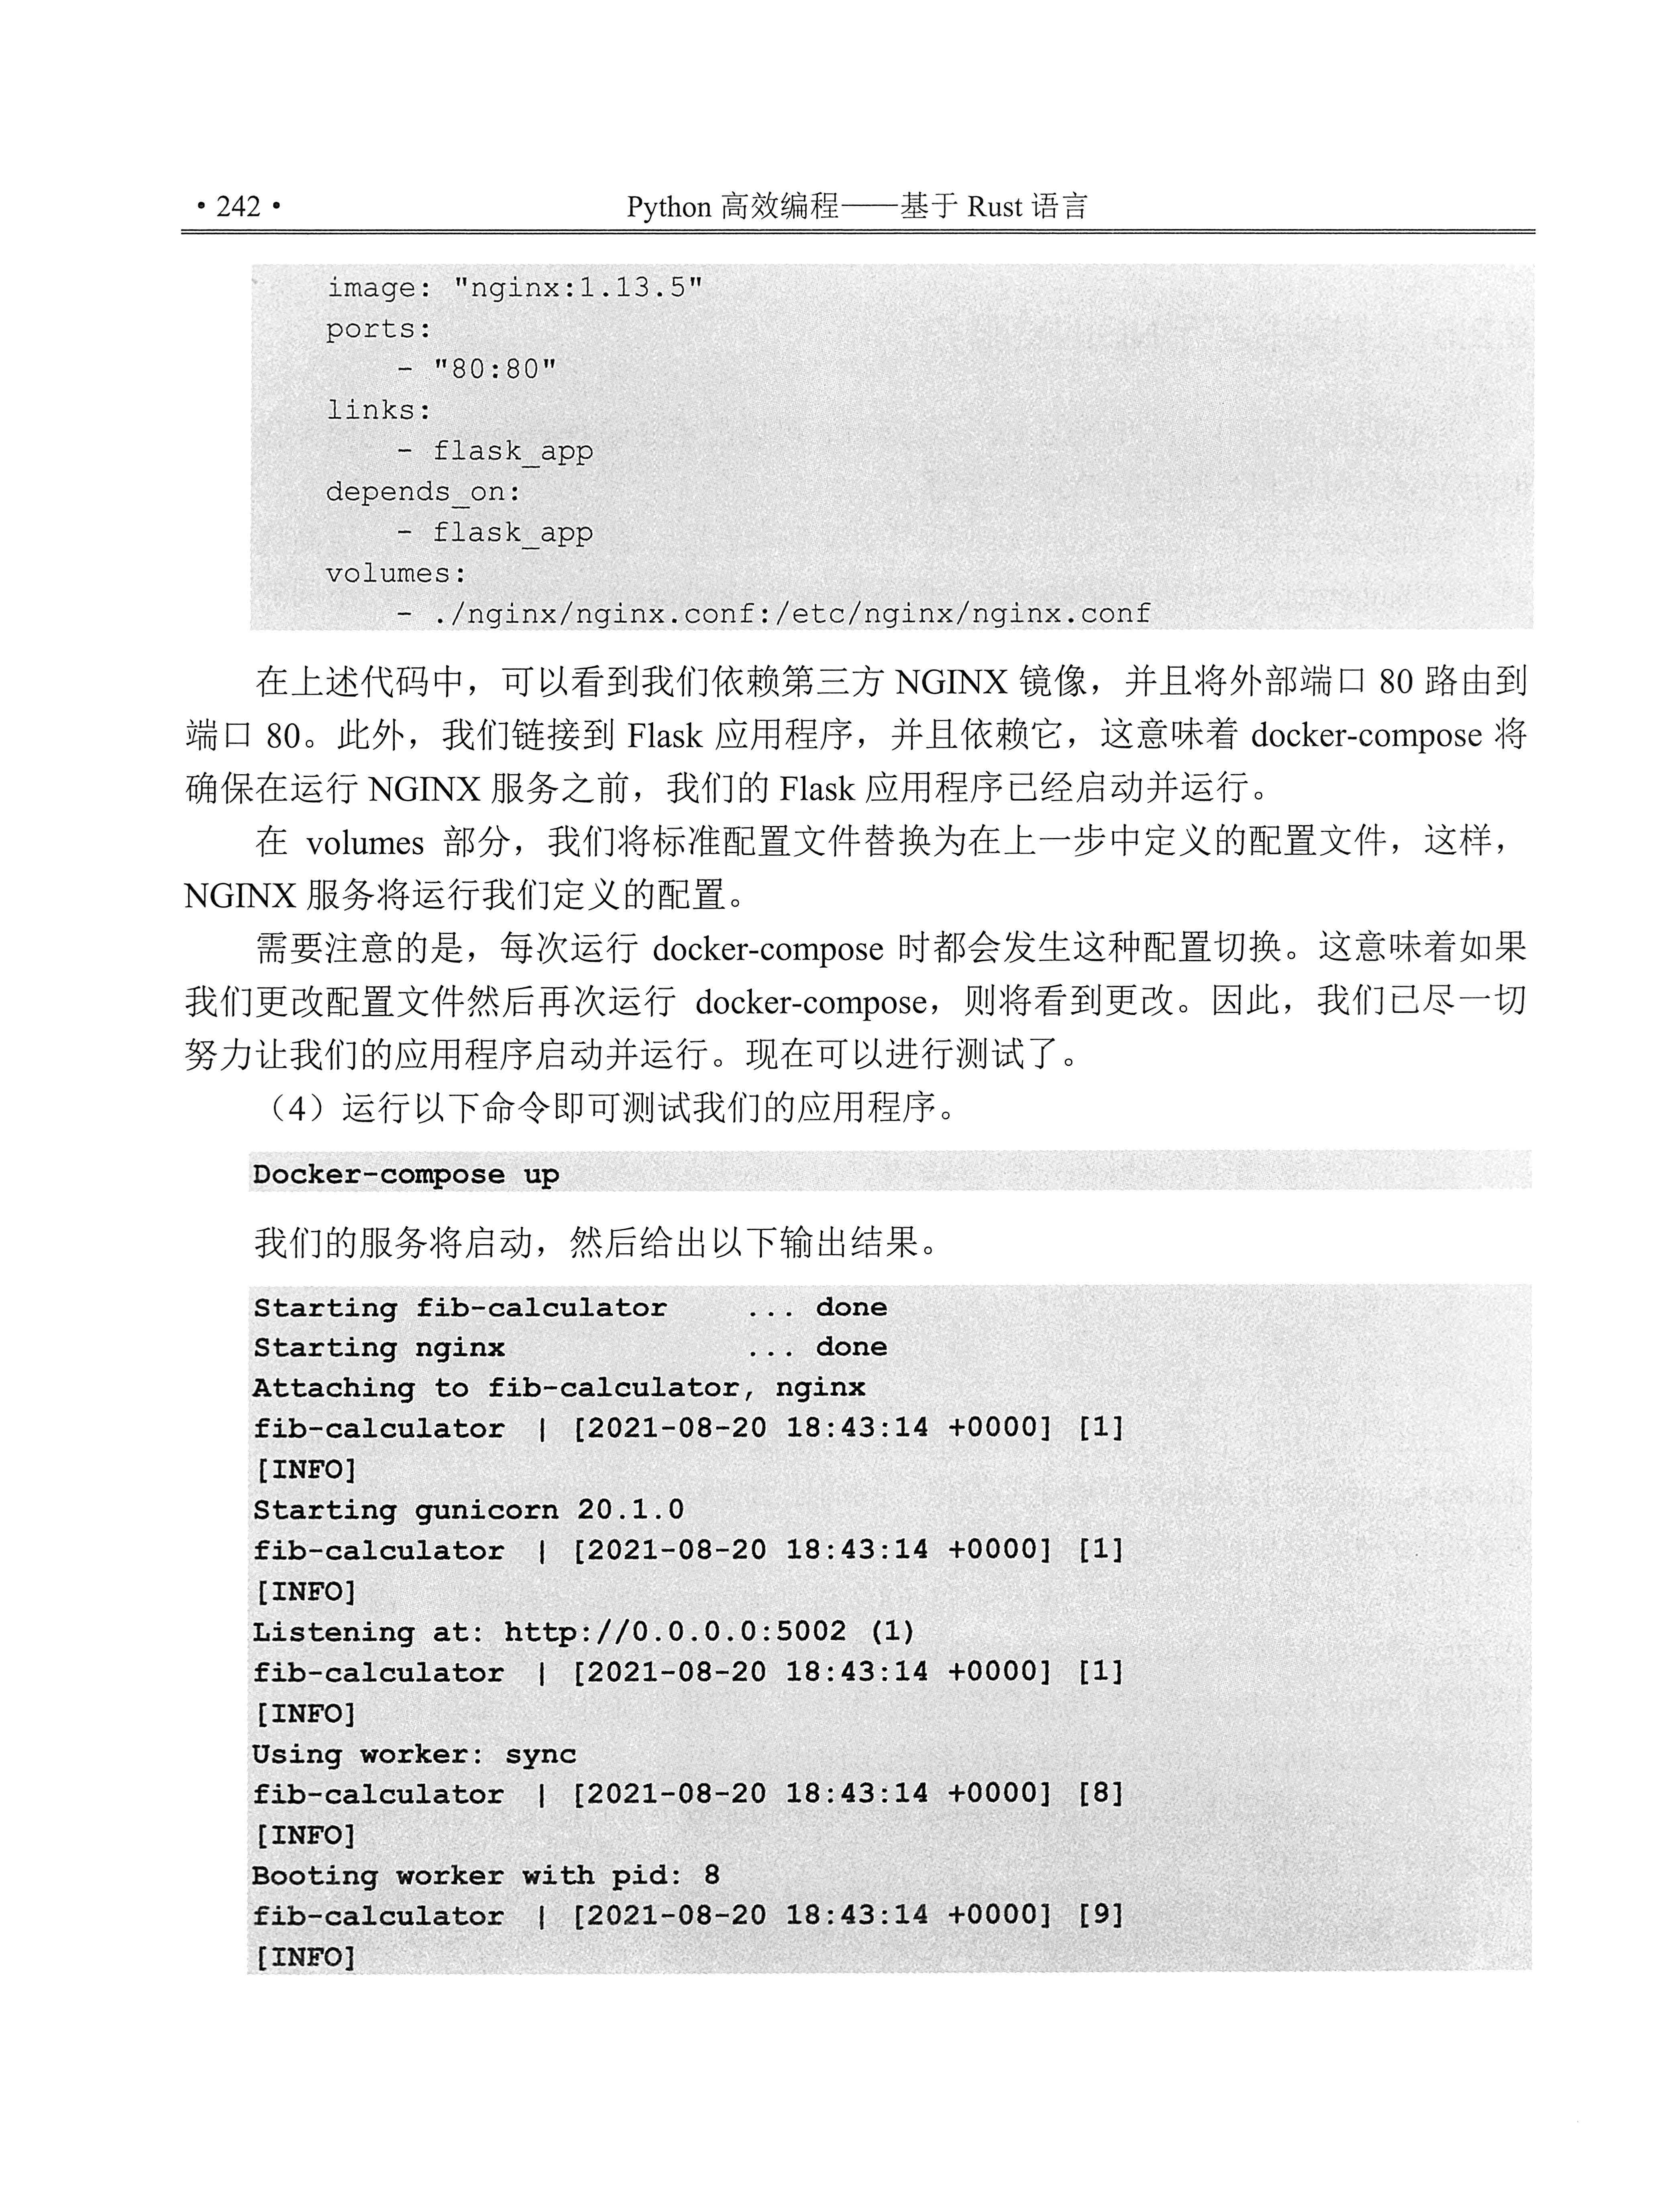 ·242· Python 高效编程——基于 Rust 语言
image: "nginx:1.13.5"
ports:
- "80:80"
links:
- flask_app
depends_on:
- flask_app
volumes:
- ./nginx/nginx.conf:/etc/nginx/nginx.conf
在上述代码中，可以看到我们依赖第三方 NGINX 镜像，并且将外部端口 80 路由到
端口 80。此外，我们链接到 Flask 应用程序，并且依赖它，这意味着 docker-compose 将
确保在运行 NGINX 服务之前，我们的 Flask 应用程序已经启动并运行。
在 volumes 部分，我们将标准配置文件替换为在上一步中定义的配置文件，这样，
NGINX 服务将运行我们定义的配置。
需要注意的是，每次运行 docker-compose 时都会发生这种配置切换。这意味着如果
我们更改配置文件然后再次运行 docker-compose，则将看到更改。因此，我们已尽一切
努力让我们的应用程序启动并运行。现在可以进行测试了。
（4）运行以下命令即可测试我们的应用程序。
Docker-compose up
我们的服务将启动，然后给出以下输出结果。
Starting fib-calculator ... done
Starting nginx ... done
Attaching to fib-calculator, nginx
fib-calculator | [2021-08-20 18:43:14 +0000] [1]
[INFO]
Starting gunicorn 20.1.0
fib-calculator | [2021-08-20 18:43:14 +0000] [1]
[INFO]
Listening at: http://0.0.0.0:5002 (1)
fib-calculator | [2021-08-20 18:43:14 +0000] [1]
[INFO]
Using worker: sync
fib-calculator | [2021-08-20 18:43:14 +0000] [8]
[INFO]
Booting worker with pid: 8
fib-calculator | [2021-08-20 18:43:14 +0000] [9]
[INFO]